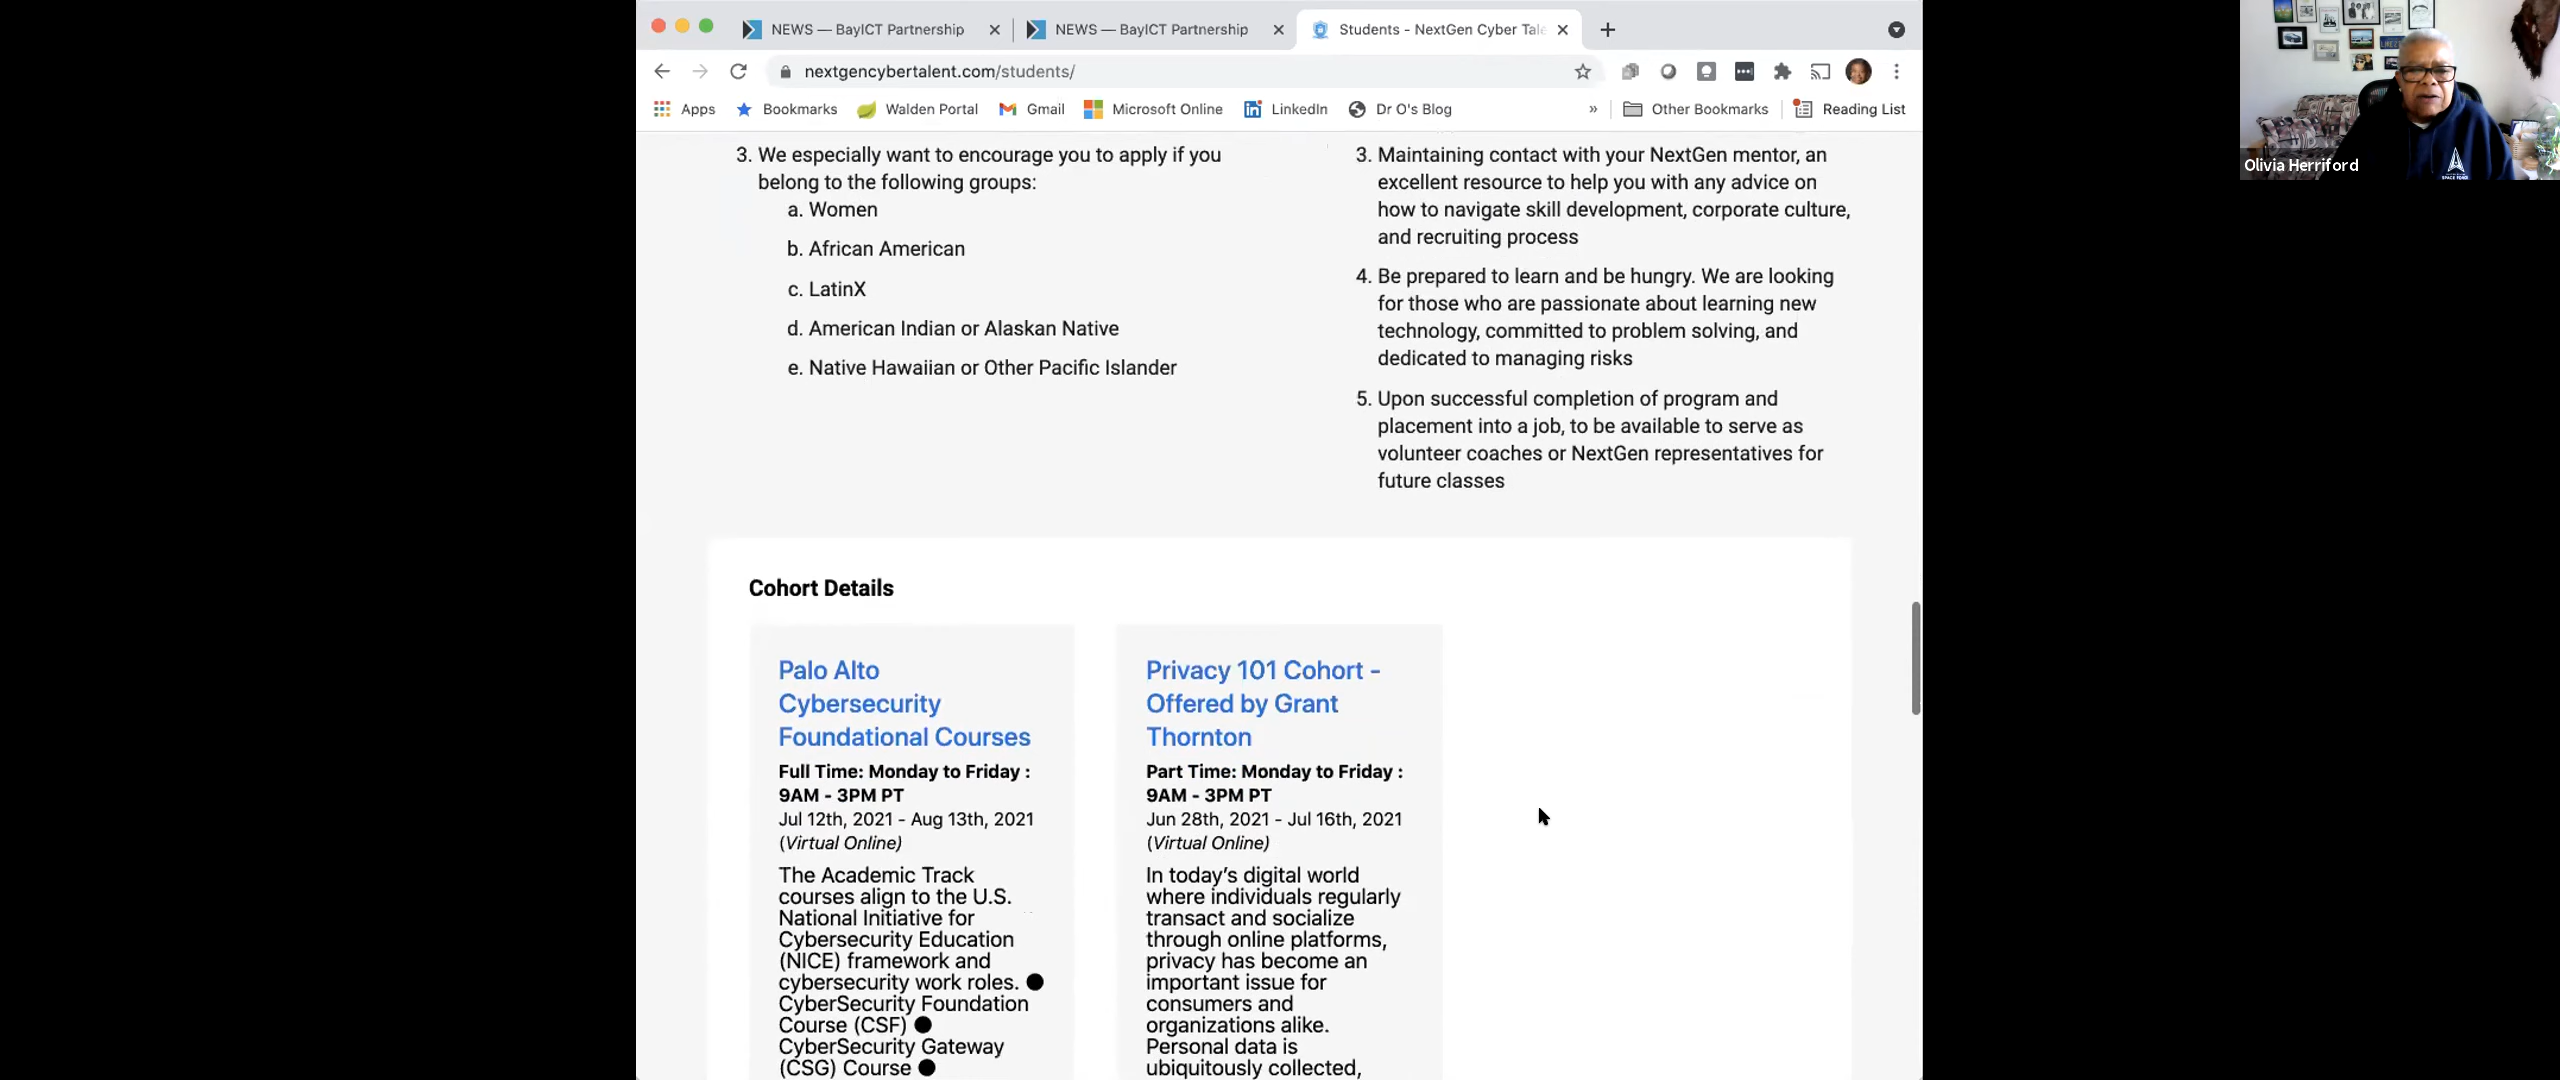 NEWS — BayICT Partnership
NEWS — BayICT Partnership
Students - NextGen Cyber Tale
nextgencybertalent.com/students/
Apps
Bookmarks
Walden Portal
Gmail
Microsoft Online
LinkedIn
Dr O's Blog
»
Other Bookmarks
Reading List
3. We especially want to encourage you to apply if you
belong to the following groups:
a. Women
b. African American
c. LatinX
d. American Indian or Alaskan Native
e. Native Hawaiian or Other Pacific Islander
3. Maintaining contact with your NextGen mentor, an
excellent resource to help you with any advice on
how to navigate skill development, corporate culture,
and recruiting process
4. Be prepared to learn and be hungry. We are looking
for those who are passionate about learning new
technology, committed to problem solving, and
dedicated to managing risks
5. Upon successful completion of program and
placement into a job, to be available to serve as
volunteer coaches or NextGen representatives for
future classes
Cohort Details
Palo Alto
Cybersecurity
Foundational Courses
Full Time: Monday to Friday :
9AM - 3PM PT
Jul 12th, 2021 - Aug 13th, 2021
(Virtual Online)
The Academic Track
courses align to the U.S.
National Initiative for
Cybersecurity Education
(NICE) framework and
cybersecurity work roles. ●
CyberSecurity Foundation
Course (CSF) ●
CyberSecurity Gateway
(CSG) Course ●
Privacy 101 Cohort -
Offered by Grant
Thornton
Part Time: Monday to Friday :
9AM - 3PM PT
Jun 28th, 2021 - Jul 16th, 2021
(Virtual Online)
In today's digital world
where individuals regularly
transact and socialize
through online platforms,
privacy has become an
important issue for
consumers and
organizations alike.
Personal data is
ubiquitously collected,
Olivia Herriford
SPACE FORCE